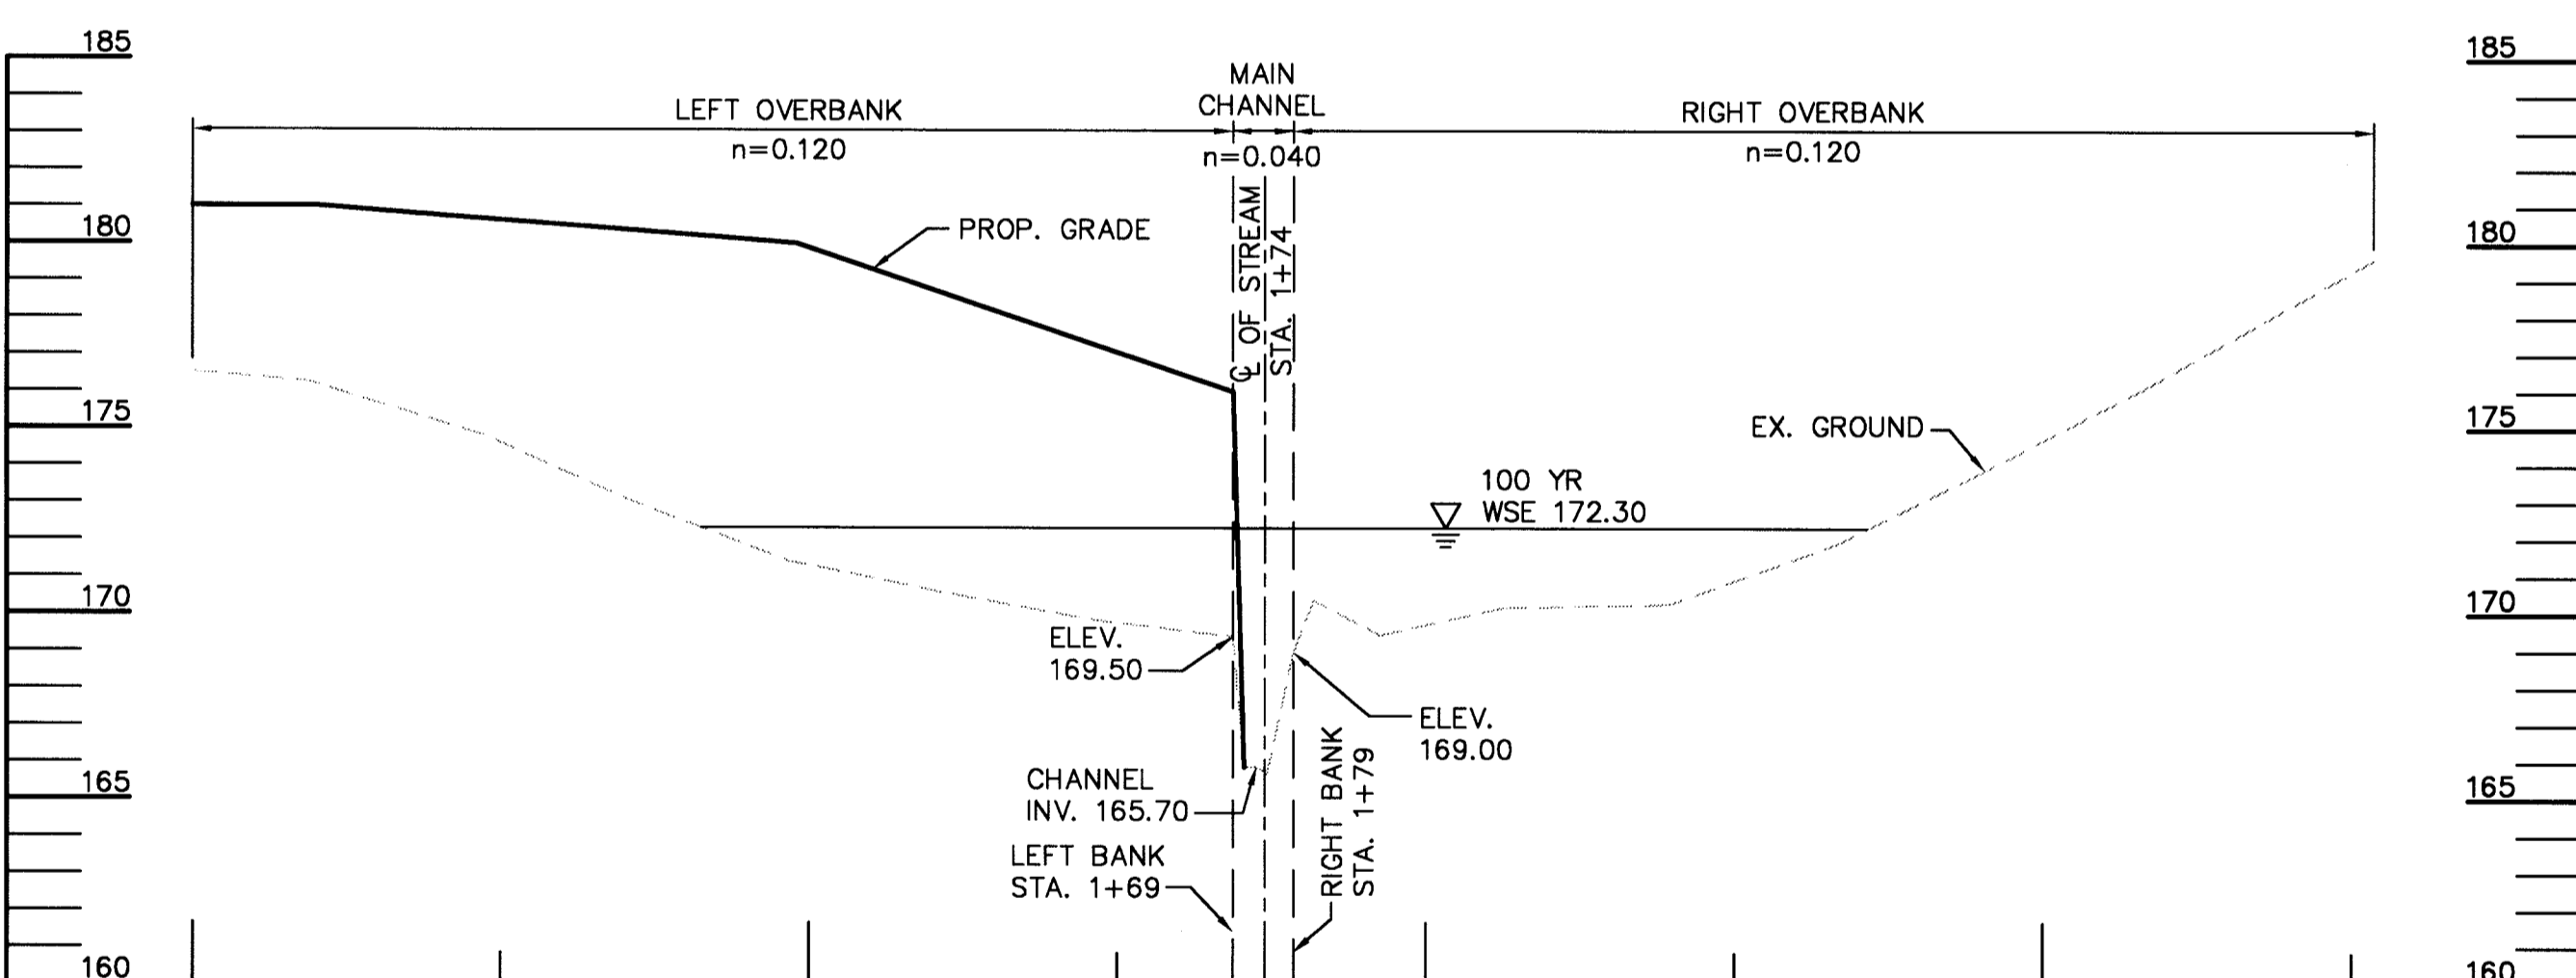 185
185
MAIN
CHANNEL
LEFT OVERBANK
RIGHT OVERBANK
n=0.120
n=0.040
n=0.120
PROP. GRADE
℄ OF STREAM
STA. 1+74
180
180
175
175
EX. GROUND
100 YR
WSE 172.30
170
170
ELEV.
169.50
ELEV.
169.00
CHANNEL
INV. 165.70
165
165
LEFT BANK
STA. 1+69
RIGHT BANK
STA. 1+79
160
160